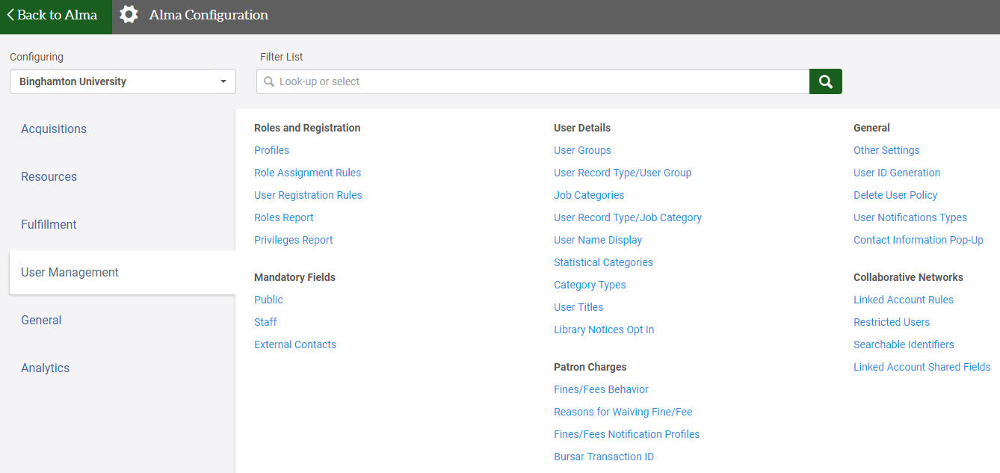 Back to Alma
Alma Configuration
Configuring
Binghamton University
Filter List
Look-up or select
Acquisitions
Resources
Fulfillment
User Management
General
Analytics
Roles and Registration
Profiles
Role Assignment Rules
User Registration Rules
Roles Report
Privileges Report
Mandatory Fields
Public
Staff
External Contacts
User Details
User Groups
User Record Type/User Group
Job Categories
User Record Type/Job Category
User Name Display
Statistical Categories
Category Types
User Titles
Library Notices Opt In
Patron Charges
Fines/Fees Behavior
Reasons for Waiving Fine/Fee
Fines/Fees Notification Profiles
Bursar Transaction ID
General
Other Settings
User ID Generation
Delete User Policy
User Notifications Types
Contact Information Pop-Up
Collaborative Networks
Linked Account Rules
Restricted Users
Searchable Identifiers
Linked Account Shared Fields